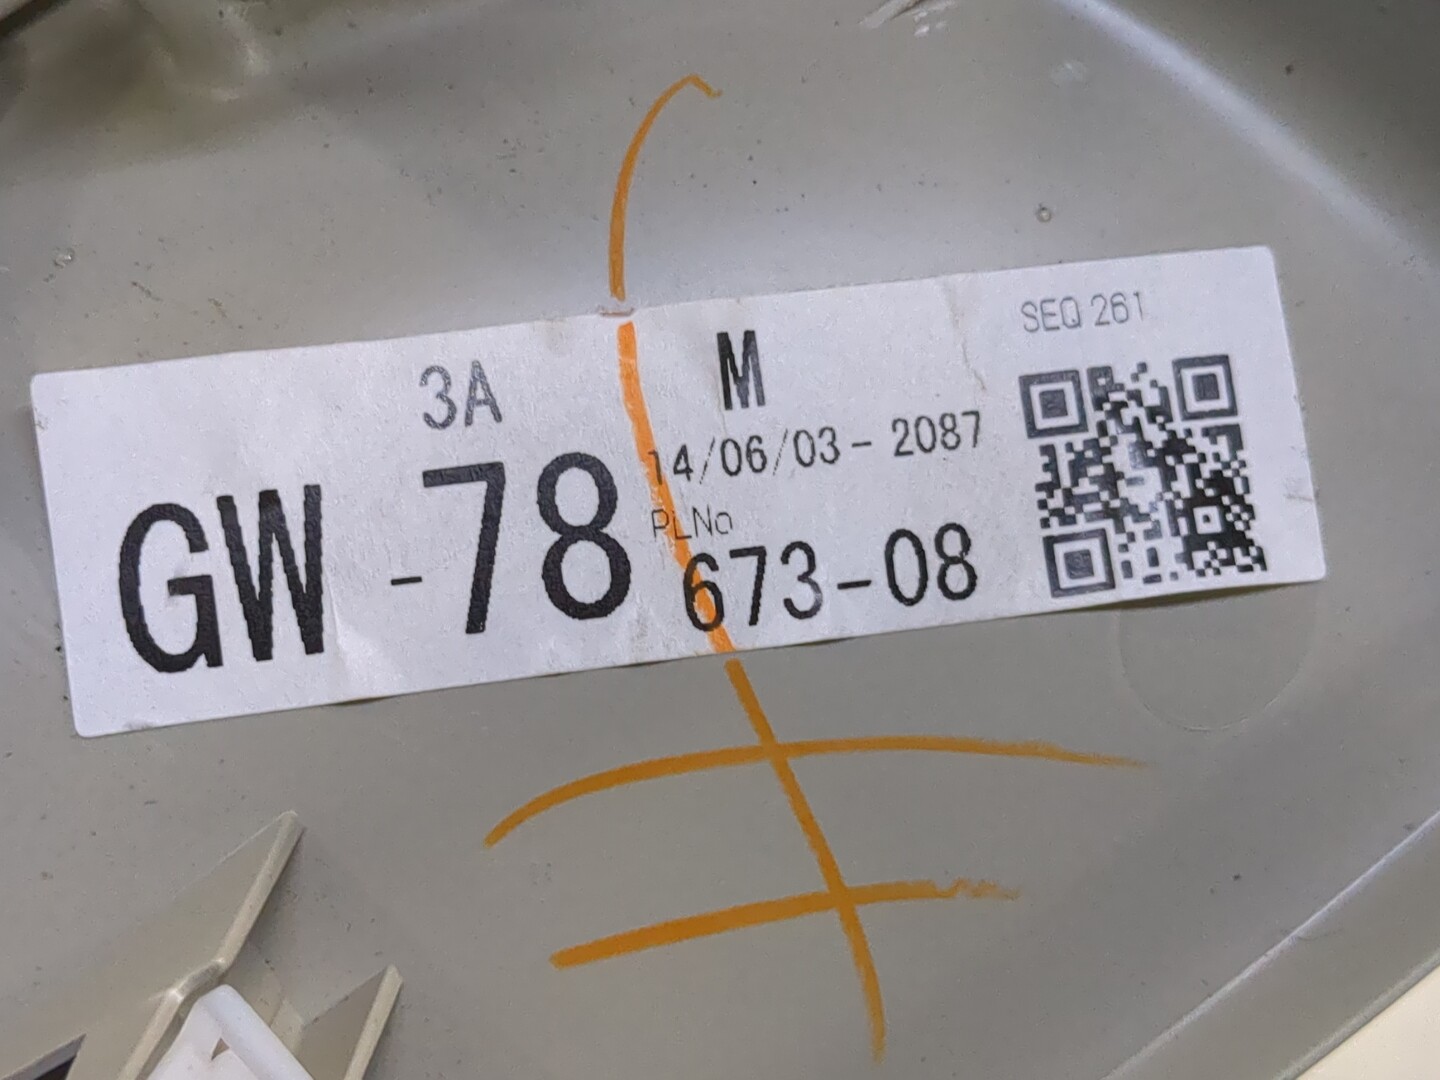 SEQ 261
3A M
14/06/03-2087
GW -78
PLNo
673-08